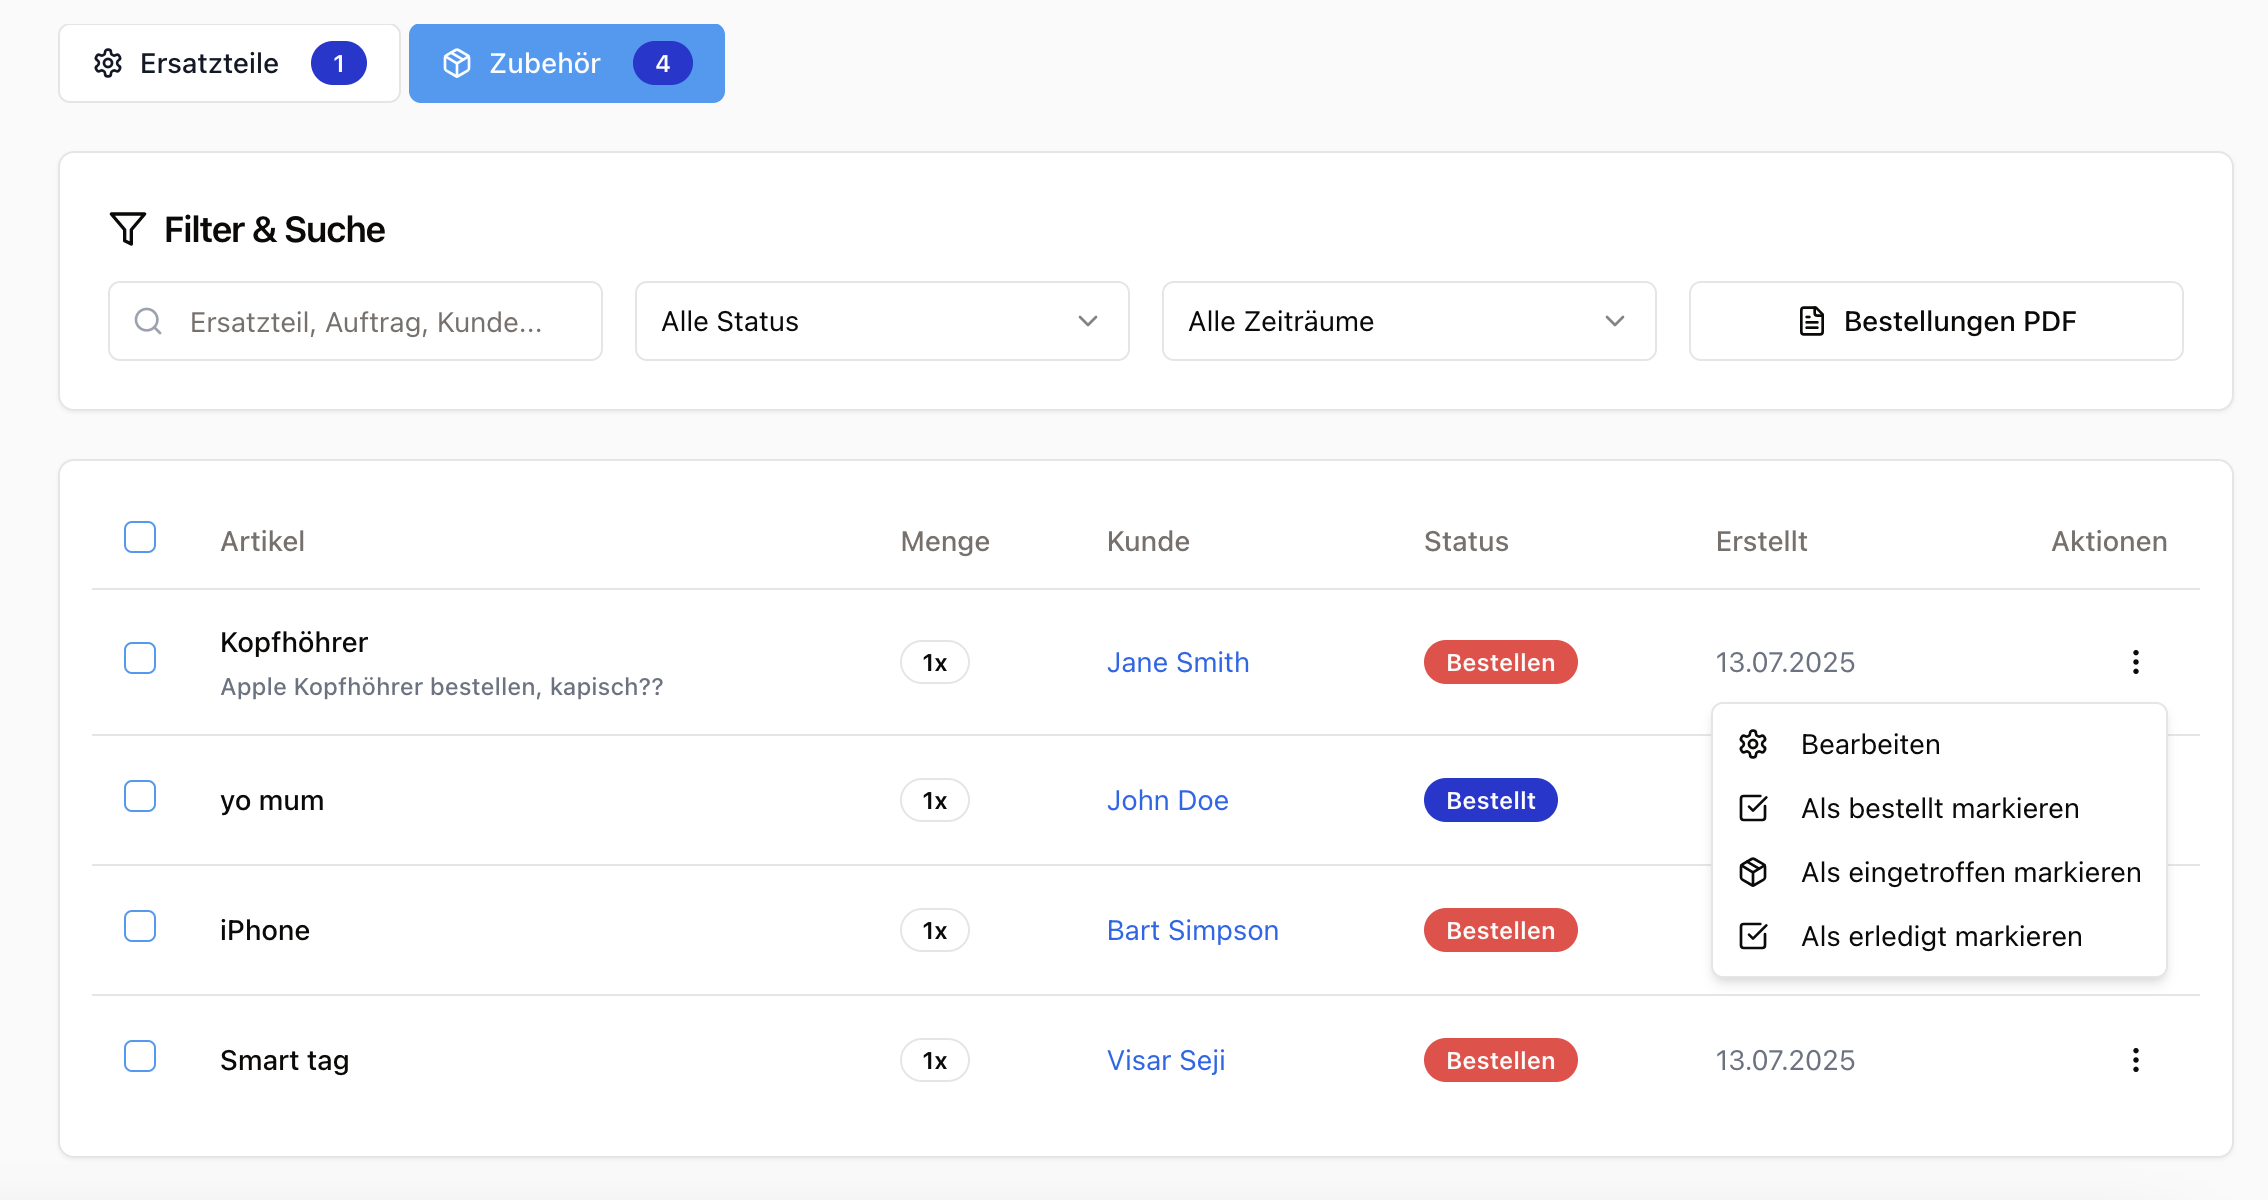 Ersatzteile 1 Zubehör 4
Filter & Suche
Ersatzteil, Auftrag, Kunde... Alle Status Alle Zeiträume Bestellungen PDF
Artikel Menge Kunde Status Erstellt Aktionen
Kopfhöhrer 1x Jane Smith Bestellen 13.07.2025
Apple Kopfhöhrer bestellen, kapisch??
Bearbeiten
yo mum 1x John Doe Bestellt
Als bestellt markieren
Als eingetroffen markieren
iPhone 1x Bart Simpson Bestellen
Als erledigt markieren
Smart tag 1x Visar Seji Bestellen 13.07.2025